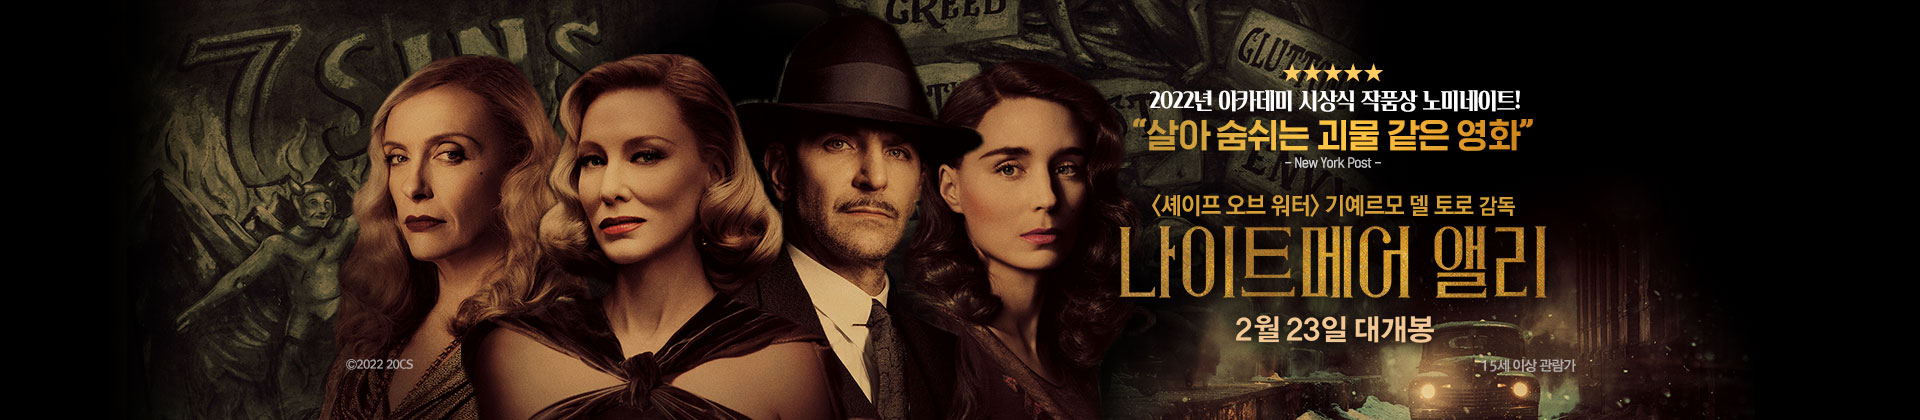 7 SINS
GREED
★★★★★
2022년 아카데미 시상식 작품상 노미네이트!
“살아 숨쉬는 괴물 같은 영화”
– New York Post –
〈셰이프 오브 워터〉 기예르모 델 토로 감독
나이트메어 앨리
2월 23일 대개봉
©2022 20CS
15세 이상 관람가